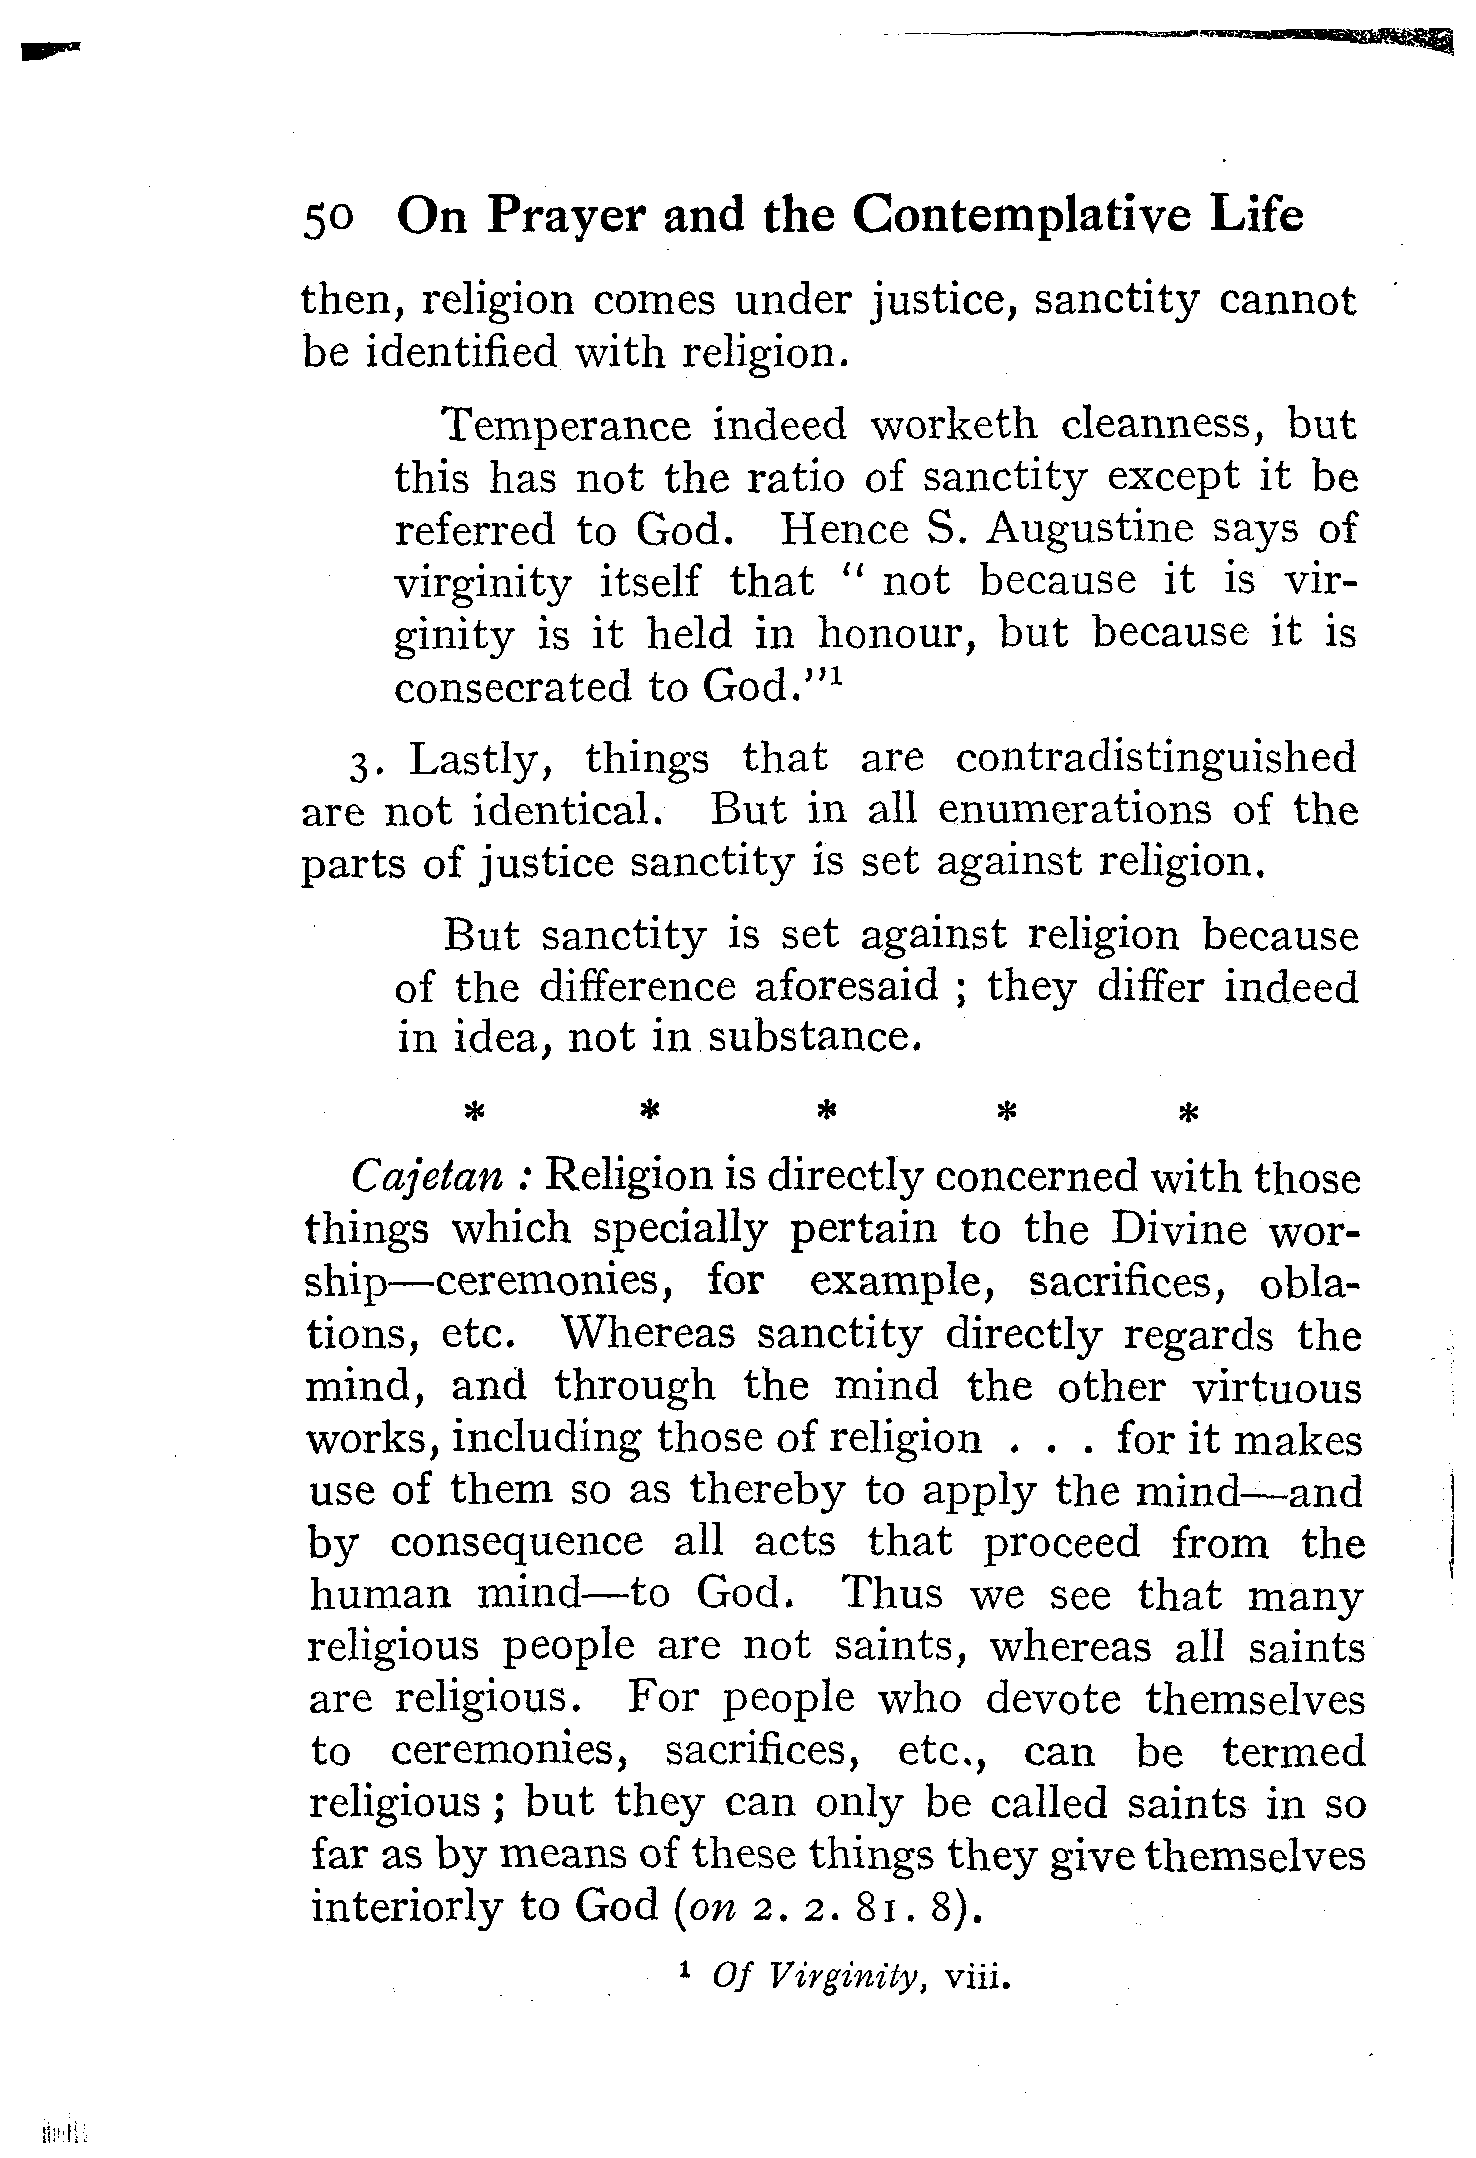 50 On Prayer and the Contemplative Life
then, religion comes under justice, sanctity cannot
be identified with religion.
Temperance indeed worketh cleanness, but
this has not the ratio of sanctity except it be
referred to God. Hence S. Augustine says of
virginity itself that " not because it is vir-
ginity is it held in honour, but because it is
consecrated to God."¹
3. Lastly, things that are contradistinguished
are not identical. But in all enumerations of the
parts of justice sanctity is set against religion.
But sanctity is set against religion because
of the difference aforesaid ; they differ indeed
in idea, not in substance.
* * * * *
Cajetan : Religion is directly concerned with those
things which specially pertain to the Divine wor-
ship—ceremonies, for example, sacrifices, obla-
tions, etc. Whereas sanctity directly regards the
mind, and through the mind the other virtuous
works, including those of religion . . . for it makes
use of them so as thereby to apply the mind—and
by consequence all acts that proceed from the
human mind—to God. Thus we see that many
religious people are not saints, whereas all saints
are religious. For people who devote themselves
to ceremonies, sacrifices, etc., can be termed
religious ; but they can only be called saints in so
far as by means of these things they give themselves
interiorly to God (on 2. 2. 81. 8).
¹ Of Virginity, viii.